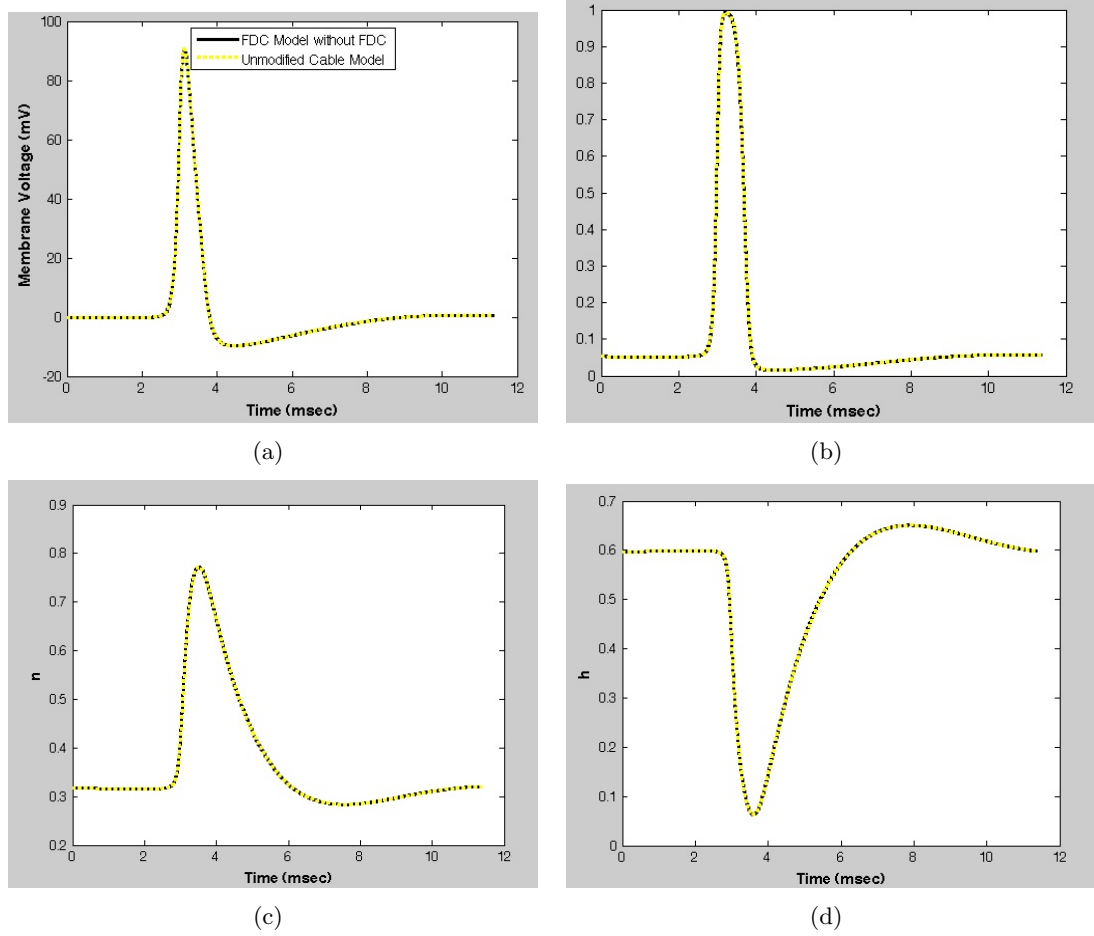 100
80
60
40
20
0
-20
Membrane Voltage (mV)
FDC Model without FDC
Unmodified Cable Model
0 2 4 6 8 10 12
Time (msec)
(a)
1
0.9
0.8
0.7
0.6
0.5
0.4
0.3
0.2
0.1
0
0 2 4 6 8 10 12
Time (msec)
(b)
0.9
0.8
0.7
0.6
0.5
0.4
0.3
0.2
n
0 2 4 6 8 10 12
Time (msec)
(c)
0.7
0.6
0.5
0.4
0.3
0.2
0.1
0
h
0 2 4 6 8 10 12
Time (msec)
(d)